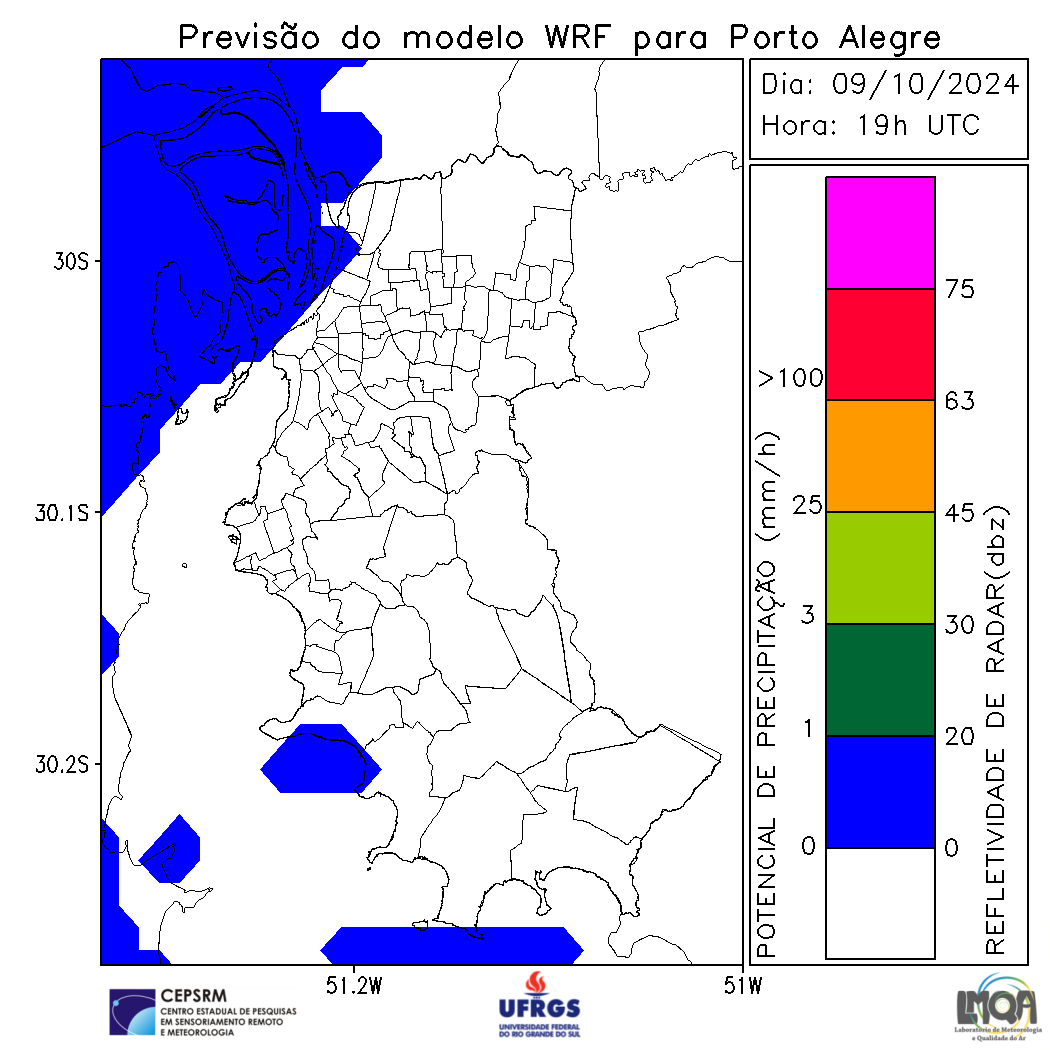 Previsão do modelo WRF para Porto Alegre
Dia: 09/10/2024
Hora: 19h UTC
30S
30.1S
30.2S
51.2W
51W
POTENCIAL DE PRECIPITAÇÃO (mm/h)
>100
25
3
1
0
75
63
45
30
20
0
REFLETIVIDADE DE RADAR(dbz)
CEPSRM
CENTRO ESTADUAL DE PESQUISAS
EM SENSORIAMENTO REMOTO
E METEOROLOGIA
UFRGS
UNIVERSIDADE FEDERAL
DO RIO GRANDE DO SUL
LMQA
Laboratório de Meteorologia
e Qualidade do Ar